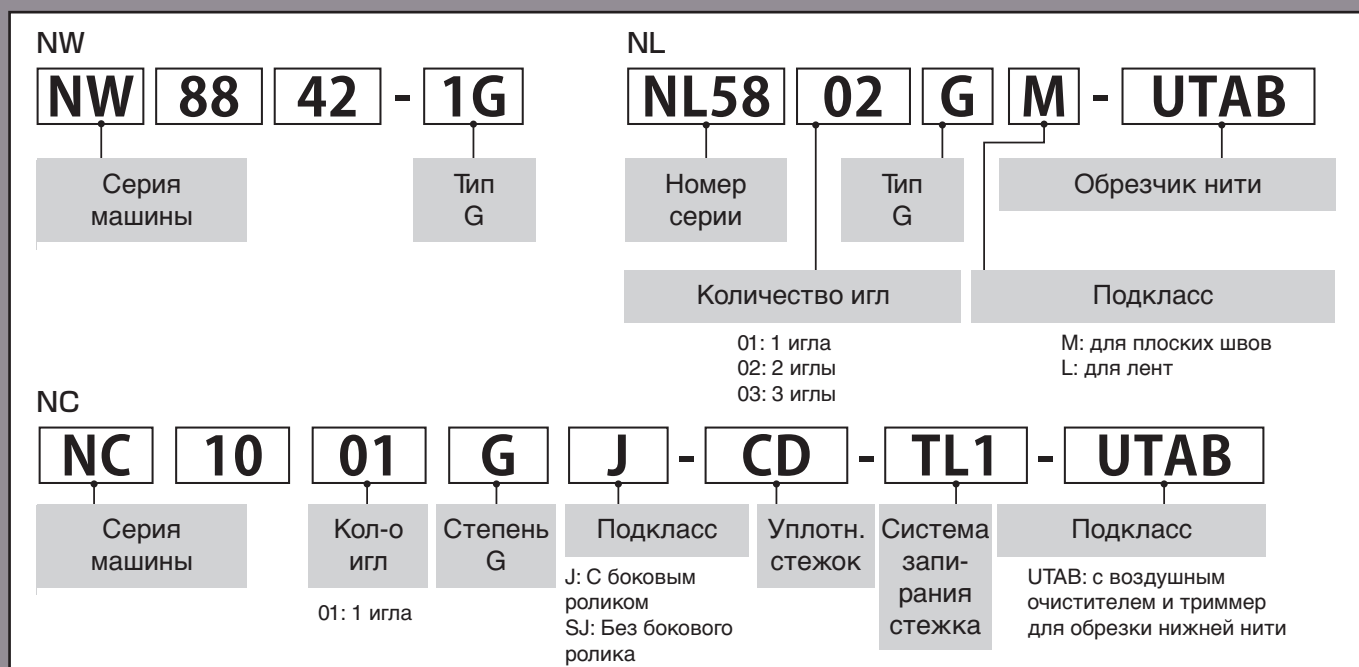 NW
NW 88 42 - 1G
Серия
машины
Тип
G
NL
NL58 02 G M - UTAB
Номер
серии
Тип
G
Обрезчик нити
Количество игл
01: 1 игла
02: 2 иглы
03: 3 иглы
Подкласс
M: для плоских швов
L: для лент
NC
NC 10 01 G J - CD - TL1 - UTAB
Серия
машины
Кол-о
игл
01: 1 игла
Степень
G
Подкласс
J: С боковым
роликом
SJ: Без бокового
ролика
Уплотн.
стежок
Система
запи-
рания
стежка
Подкласс
UTAB: с воздушным
очистителем и триммер
для обрезки нижней нити